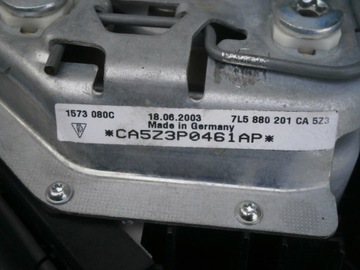 1573 080C 18.06.2003 7L5 880 201 CA 5Z3
Made in Germany
*CA5Z3P0461AP*